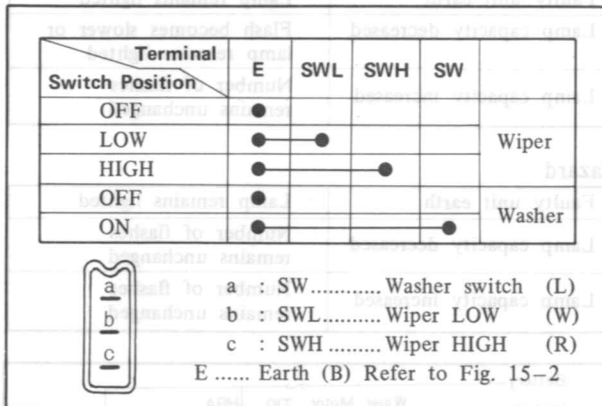 Terminal
Switch Position
E SWL SWH SW
OFF
LOW
HIGH
Wiper
OFF
ON
Washer
a
b
c
a : SW............ Washer switch (L)
b : SWL.......... Wiper LOW (W)
c : SWH ......... Wiper HIGH (R)
E ...... Earth (B) Refer to Fig. 15–2